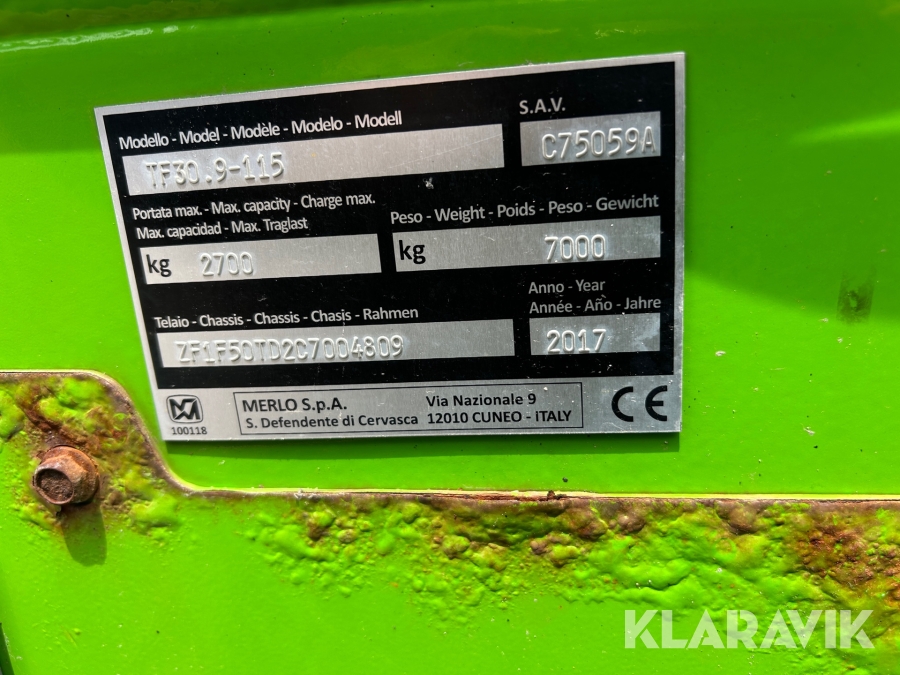 Modello - Model - Modèle - Modelo - Modell
S.A.V.
TF30.9-115
C75059A
Portata max. - Max. capacity - Charge max.
Max. capacidad - Max. Traglast
Peso - Weight - Poids - Peso - Gewicht
kg 2700
kg 7000
Telaio - Chassis - Chassis - Chasis - Rahmen
Anno - Year
Année - Año - Jahre
ZF1F50TD2C7004809
2017
MERLO S.p.A.
S. Defendente di Cervasca
Via Nazionale 9
12010 CUNEO - ITALY
CE
100118
KLARAVIK